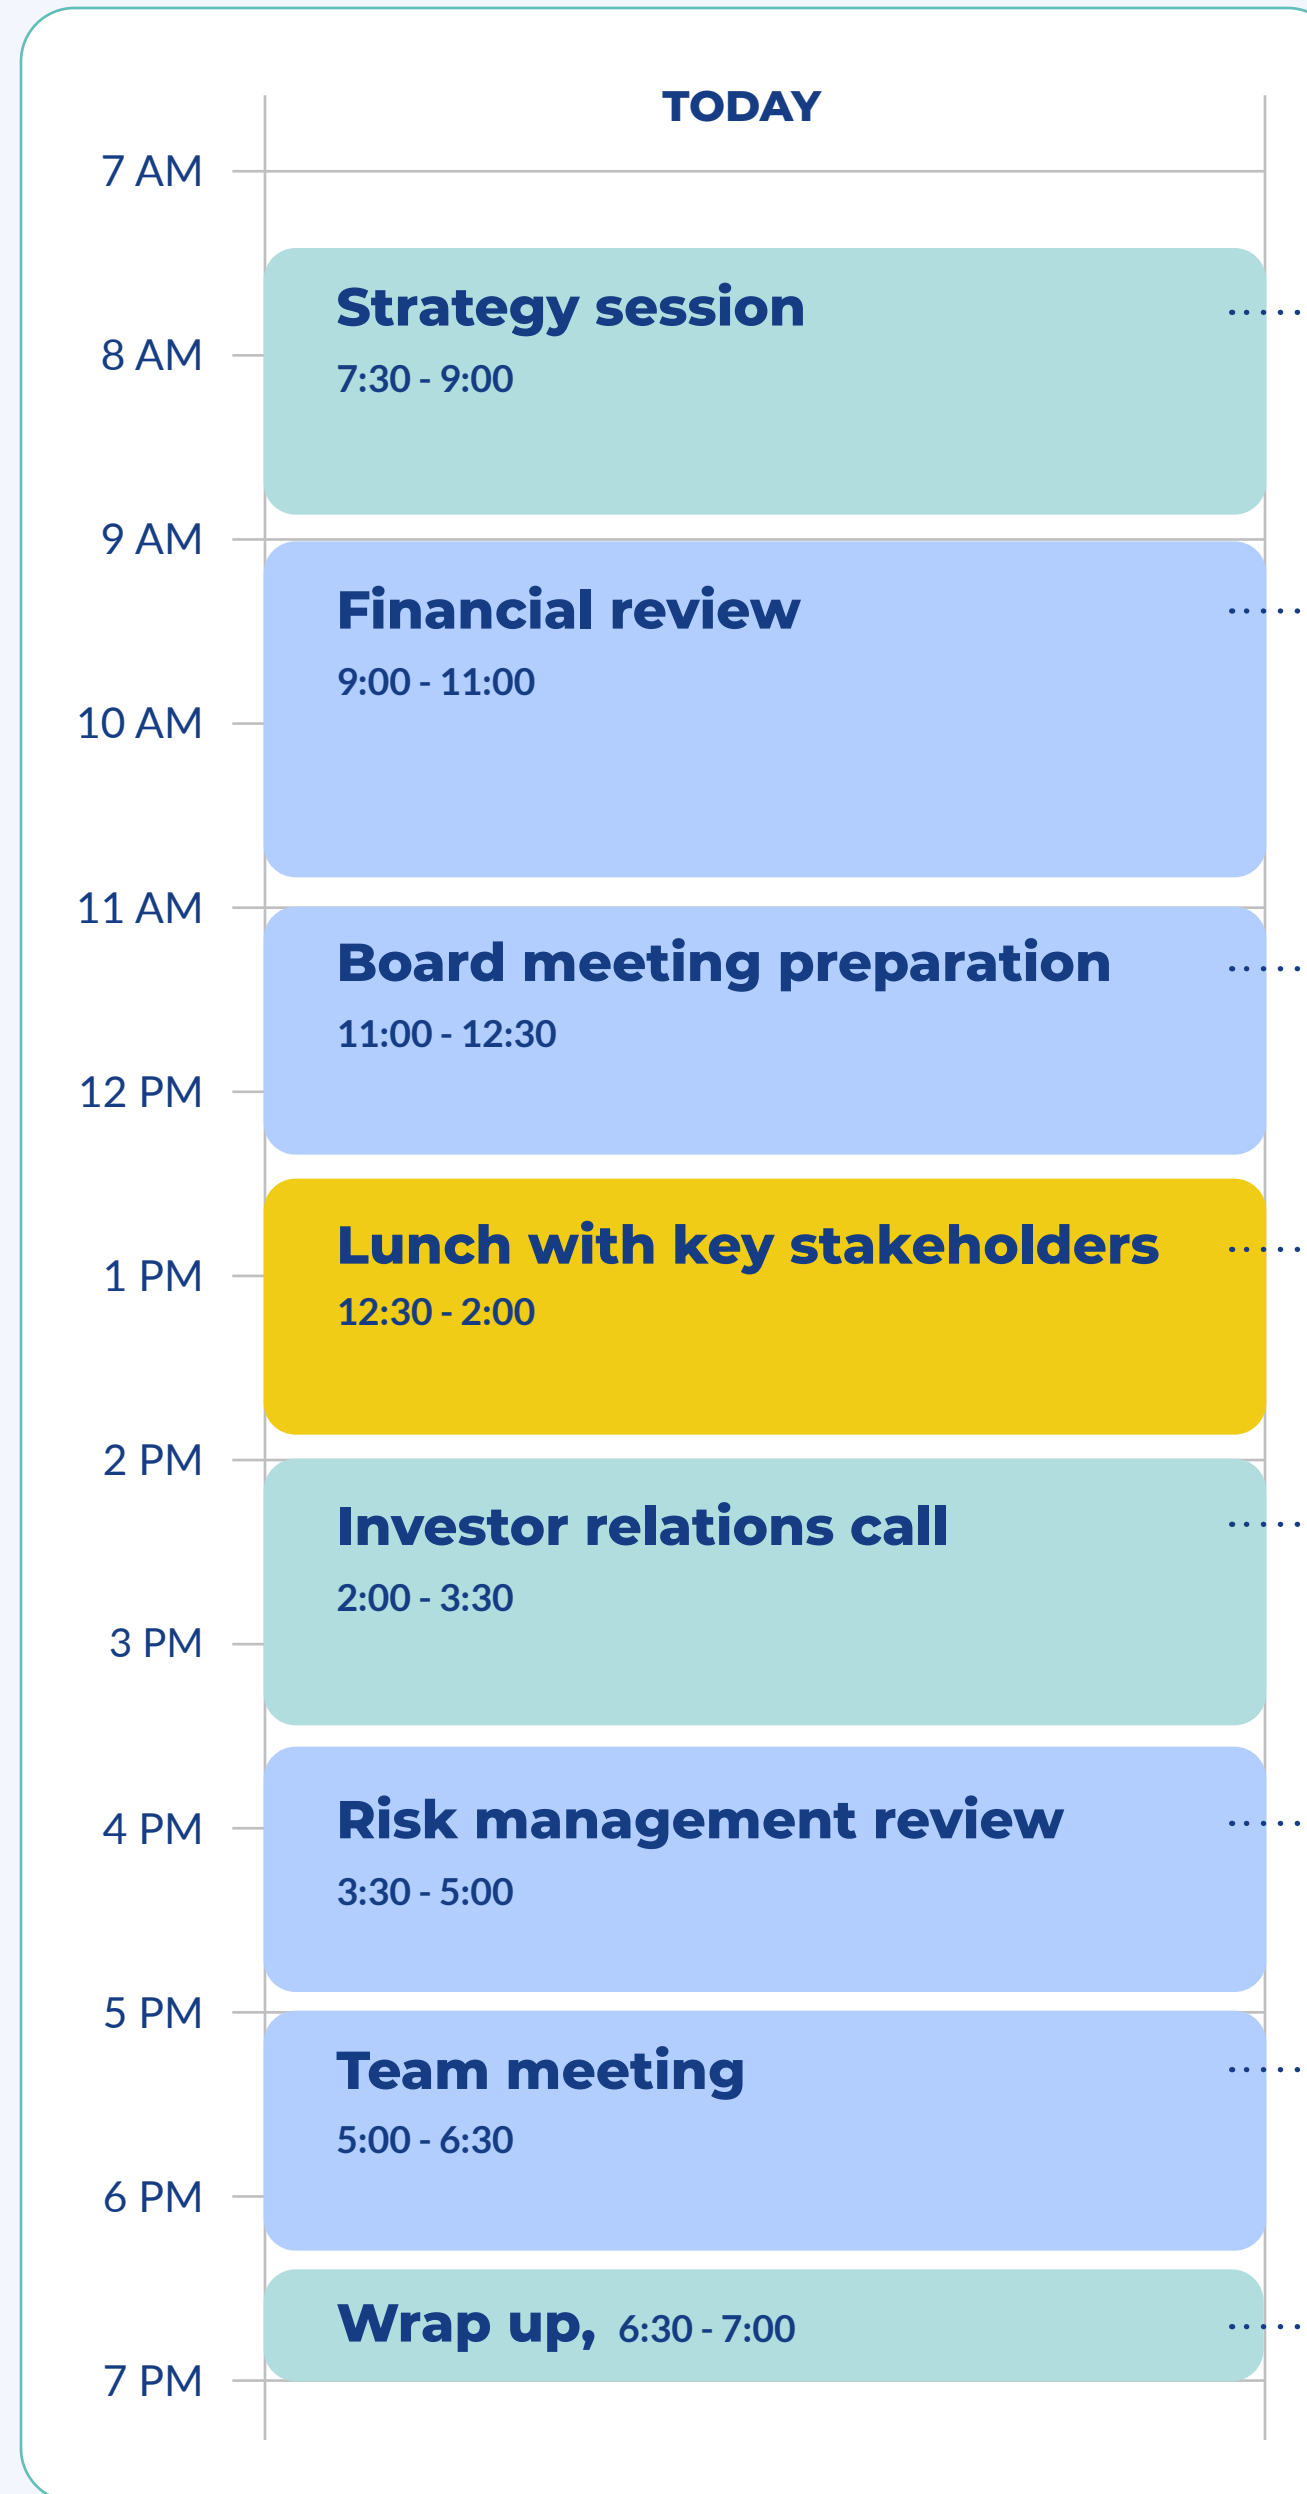 TODAY
7 AM
Strategy session
8 AM
7:30 - 9:00
9 AM
Financial review
9:00 - 11:00
10 AM
11 AM
Board meeting preparation
11:00 - 12:30
12 PM
Lunch with key stakeholders
1 PM
12:30 - 2:00
2 PM
Investor relations call
2:00 - 3:30
3 PM
Risk management review
4 PM
3:30 - 5:00
5 PM
Team meeting
5:00 - 6:30
6 PM
Wrap up, 6:30 - 7:00
7 PM